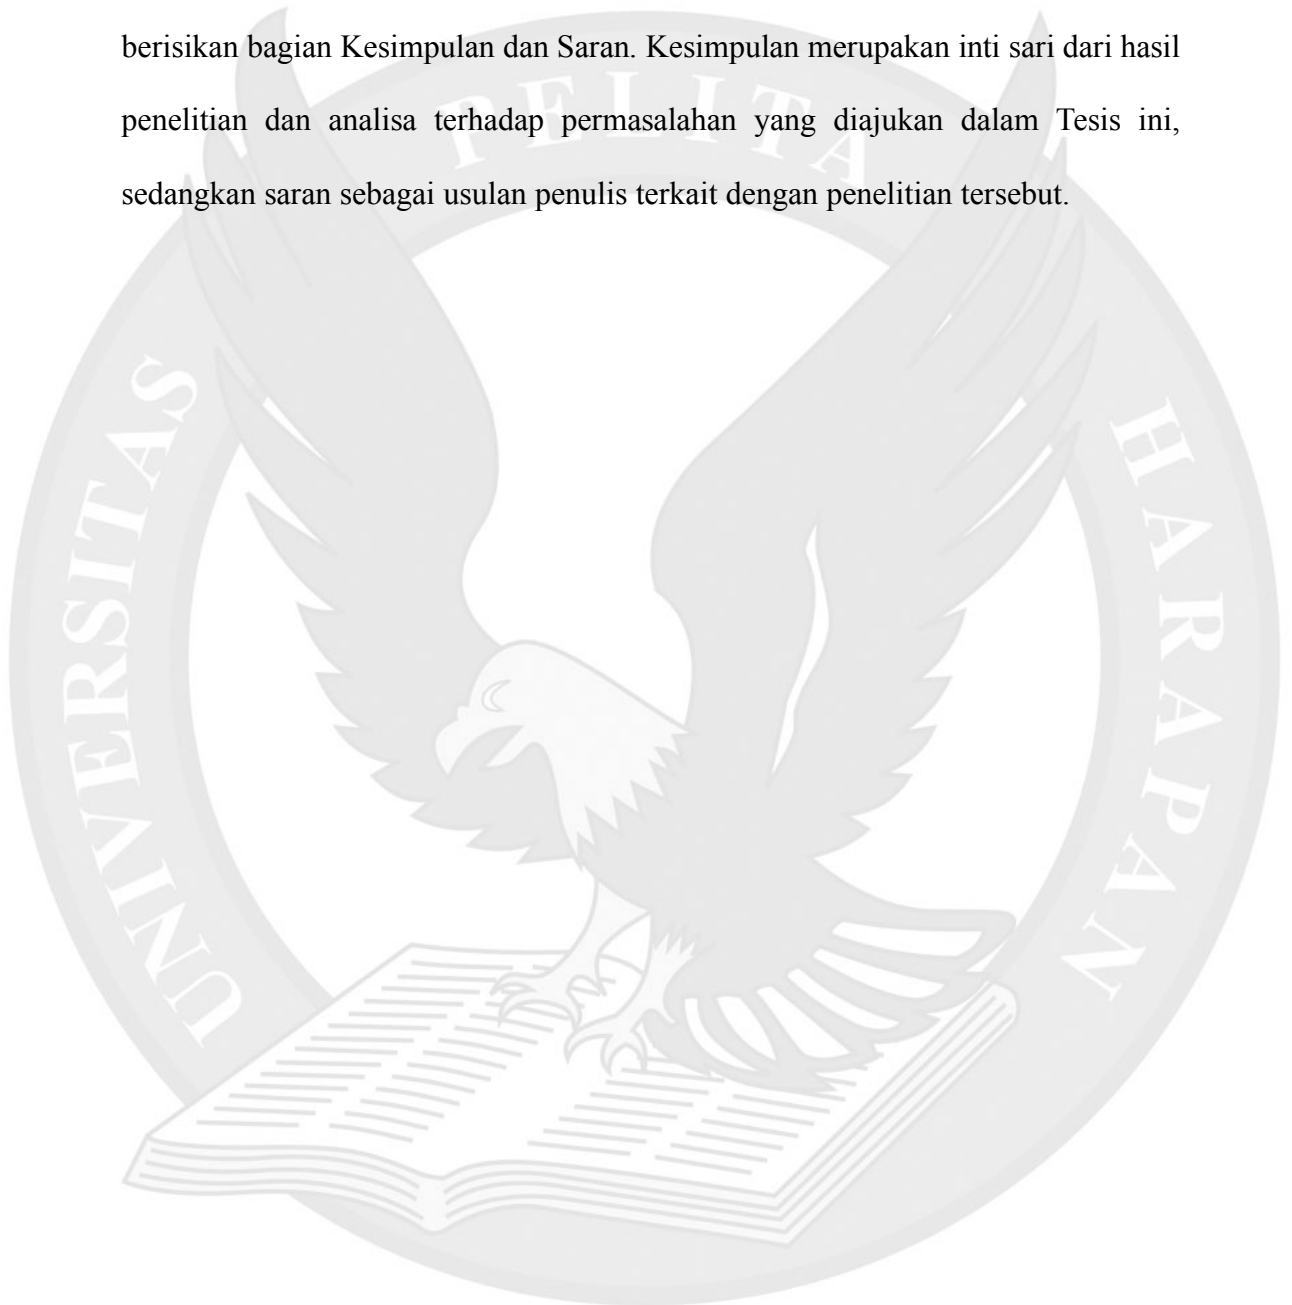 berisikan bagian Kesimpulan dan Saran. Kesimpulan merupakan inti sari dari hasil
penelitian dan analisa terhadap permasalahan yang diajukan dalam Tesis ini,
sedangkan saran sebagai usulan penulis terkait dengan penelitian tersebut.
UNIVERSITAS PELITA HARAPAN